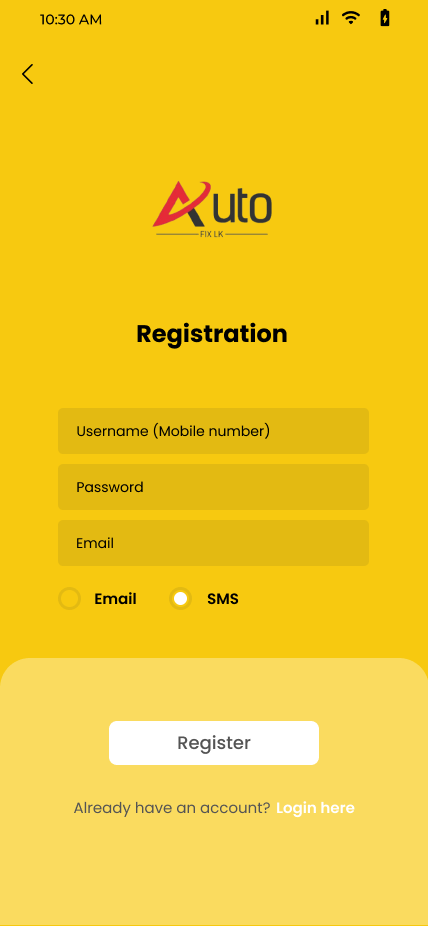 10:30 AM
Auto
FIX LK
Registration
Username (Mobile number)
Password
Email
Email SMS
Register
Already have an account? Login here